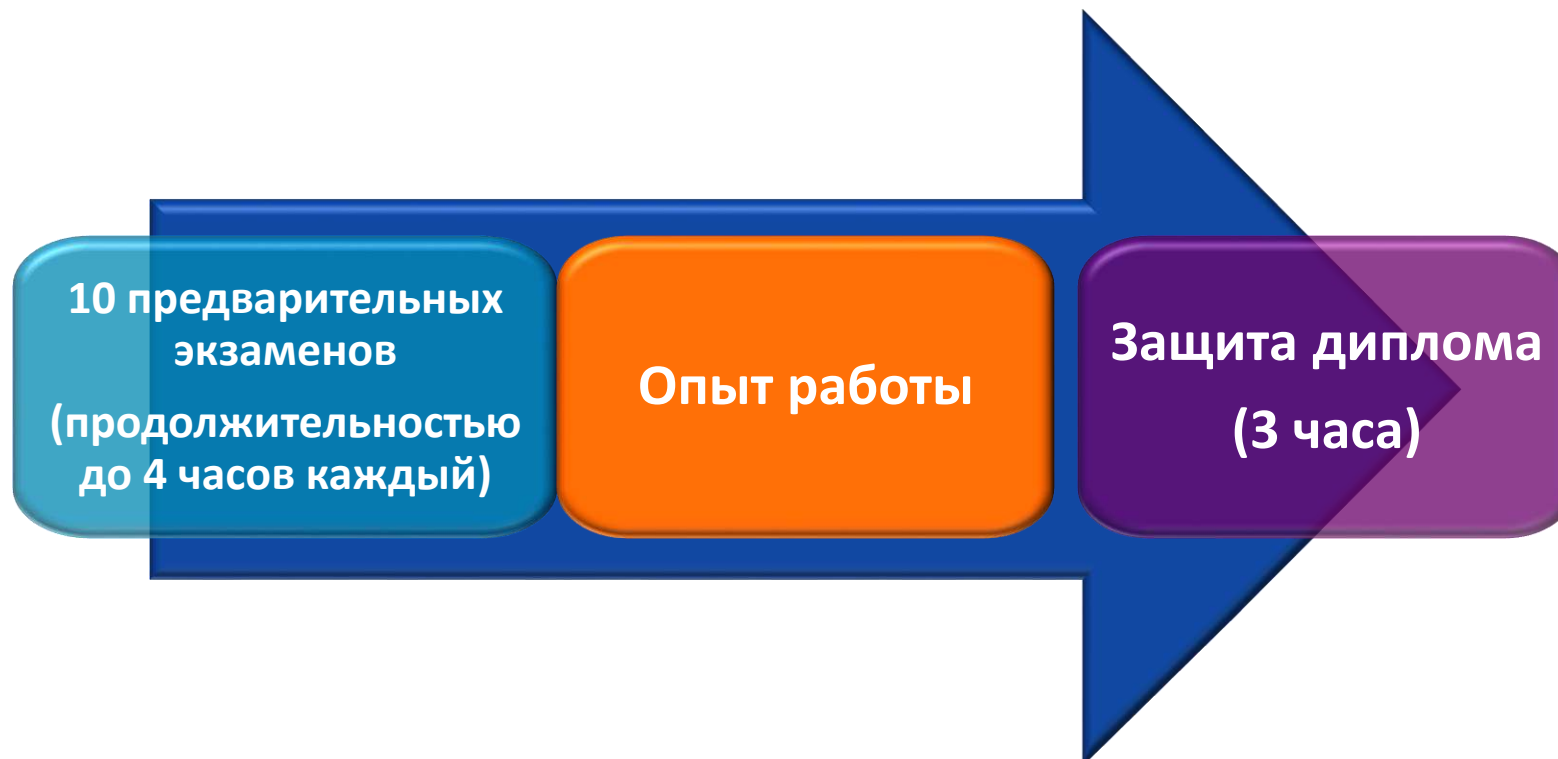 10 предварительных
экзаменов
(продолжительностью
до 4 часов каждый)
Опыт работы
Защита диплома
(3 часа)